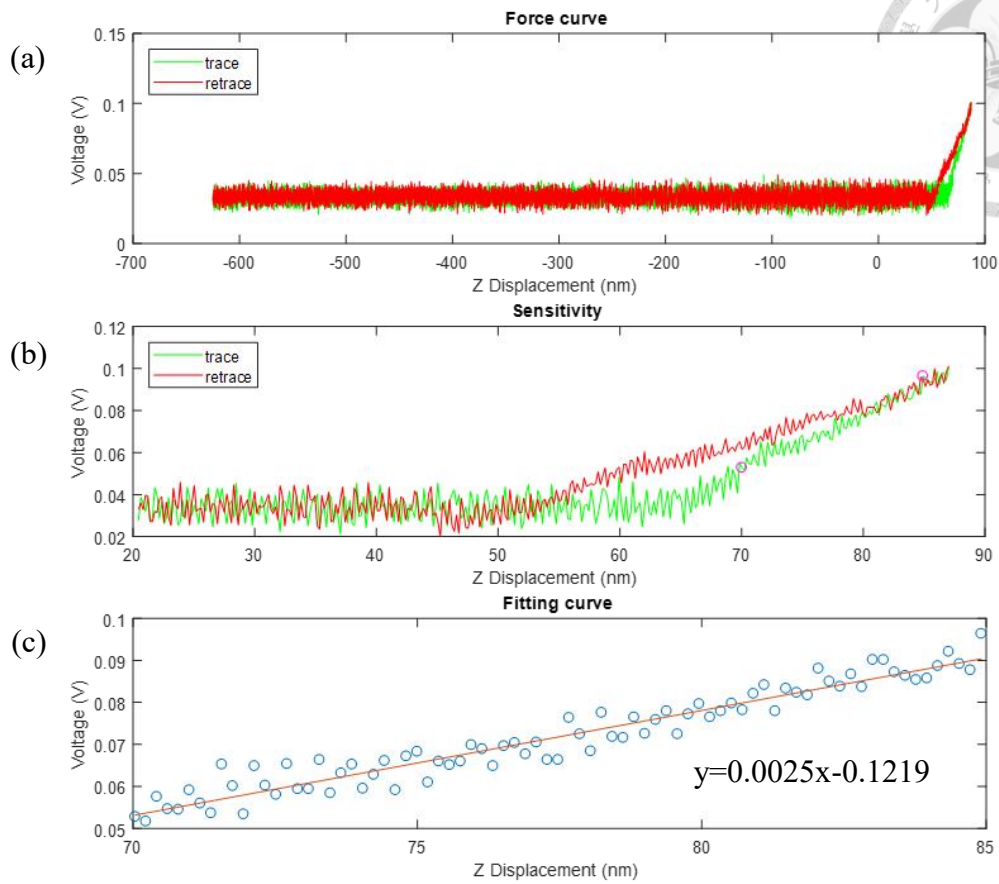 (a)
Force curve
0.15
0.1
0.05
0
Voltage (V)
trace
retrace
-700 -600 -500 -400 -300 -200 -100 0 100
Z Displacement (nm)
(b)
Sensitivity
0.12
0.1
0.08
0.06
0.04
0.02
Voltage (V)
trace
retrace
20 30 40 50 60 70 80 90
Z Displacement (nm)
(c)
Fitting curve
0.1
0.09
0.08
0.07
0.06
0.05
Voltage (V)
y=0.0025x-0.1219
70 75 80 85
Z Displacement (nm)